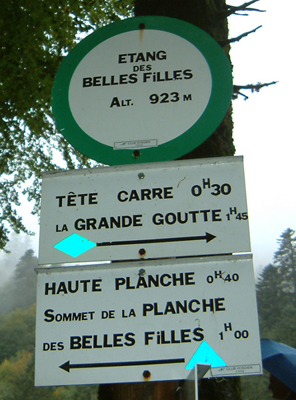 ETANG
DES
BELLES FiLLES
ALT. 923 M
TÊTE CARRE 0H30
LA GRANDE GOUTTE 1H45
HAUTE PLANCHE 0H40
SOMMET DE LA PLANCHE
DES BELLES FiLLES 1H00